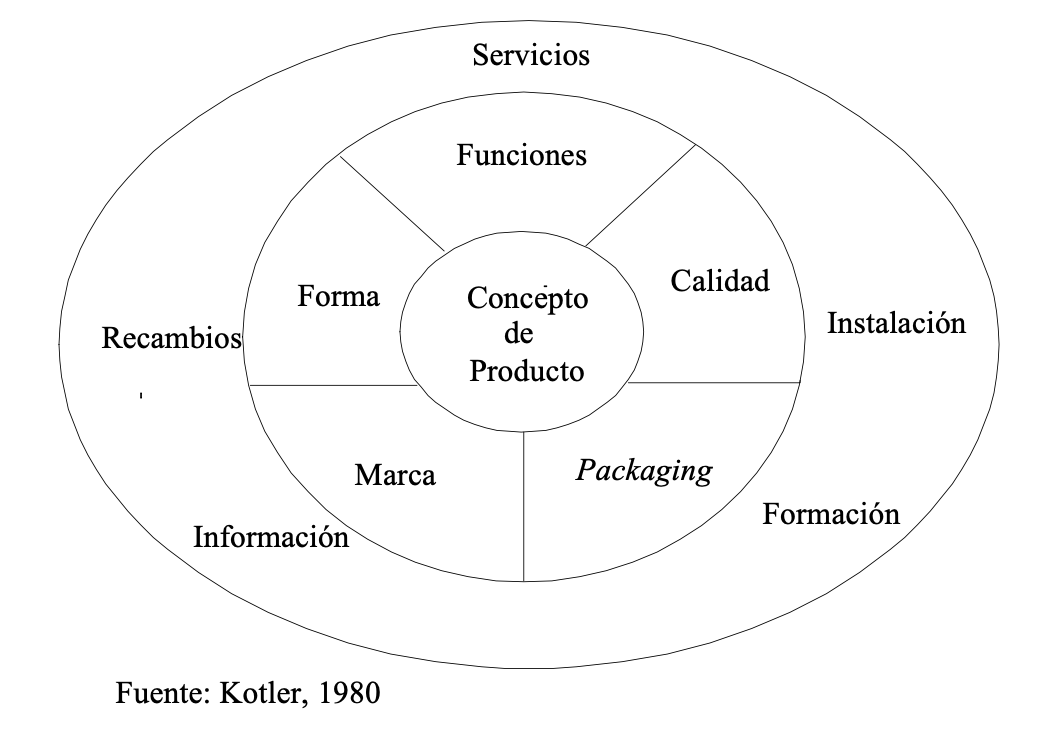 Servicios
Funciones
Forma
Calidad
Concepto
de
Producto
Recambios
Instalación
Marca
Packaging
Formación
Información
Fuente: Kotler, 1980